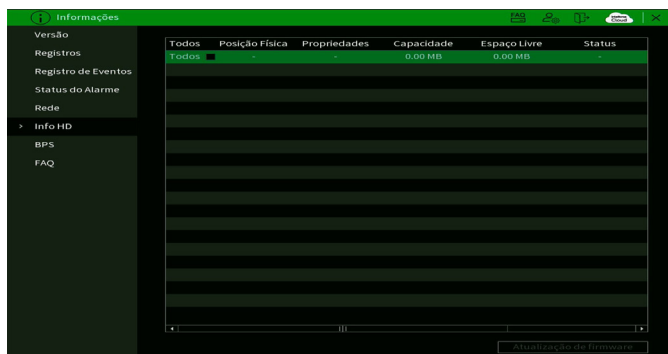 Informações
FAQ
Versão
Registros
Registro de Eventos
Status do Alarme
Rede
> Info HD
BPS
FAQ
Todos Posição Física Propriedades Capacidade Espaço Livre Status
Todos - - 0.00 MB 0.00 MB -
Atualização de firmware